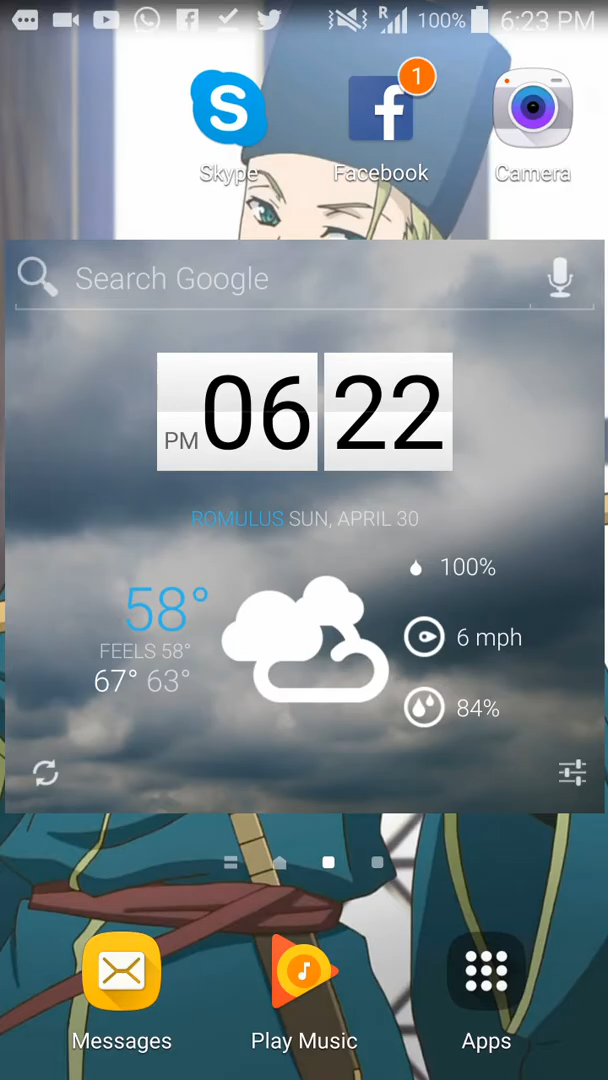 R 100% 6:23 PM
1
Skype Facebook Camera
Search Google
PM 06 22
ROMULUS SUN, APRIL 30
100%
58°
6 mph
FEELS 58°
67° 63°
84%
Messages Play Music Apps